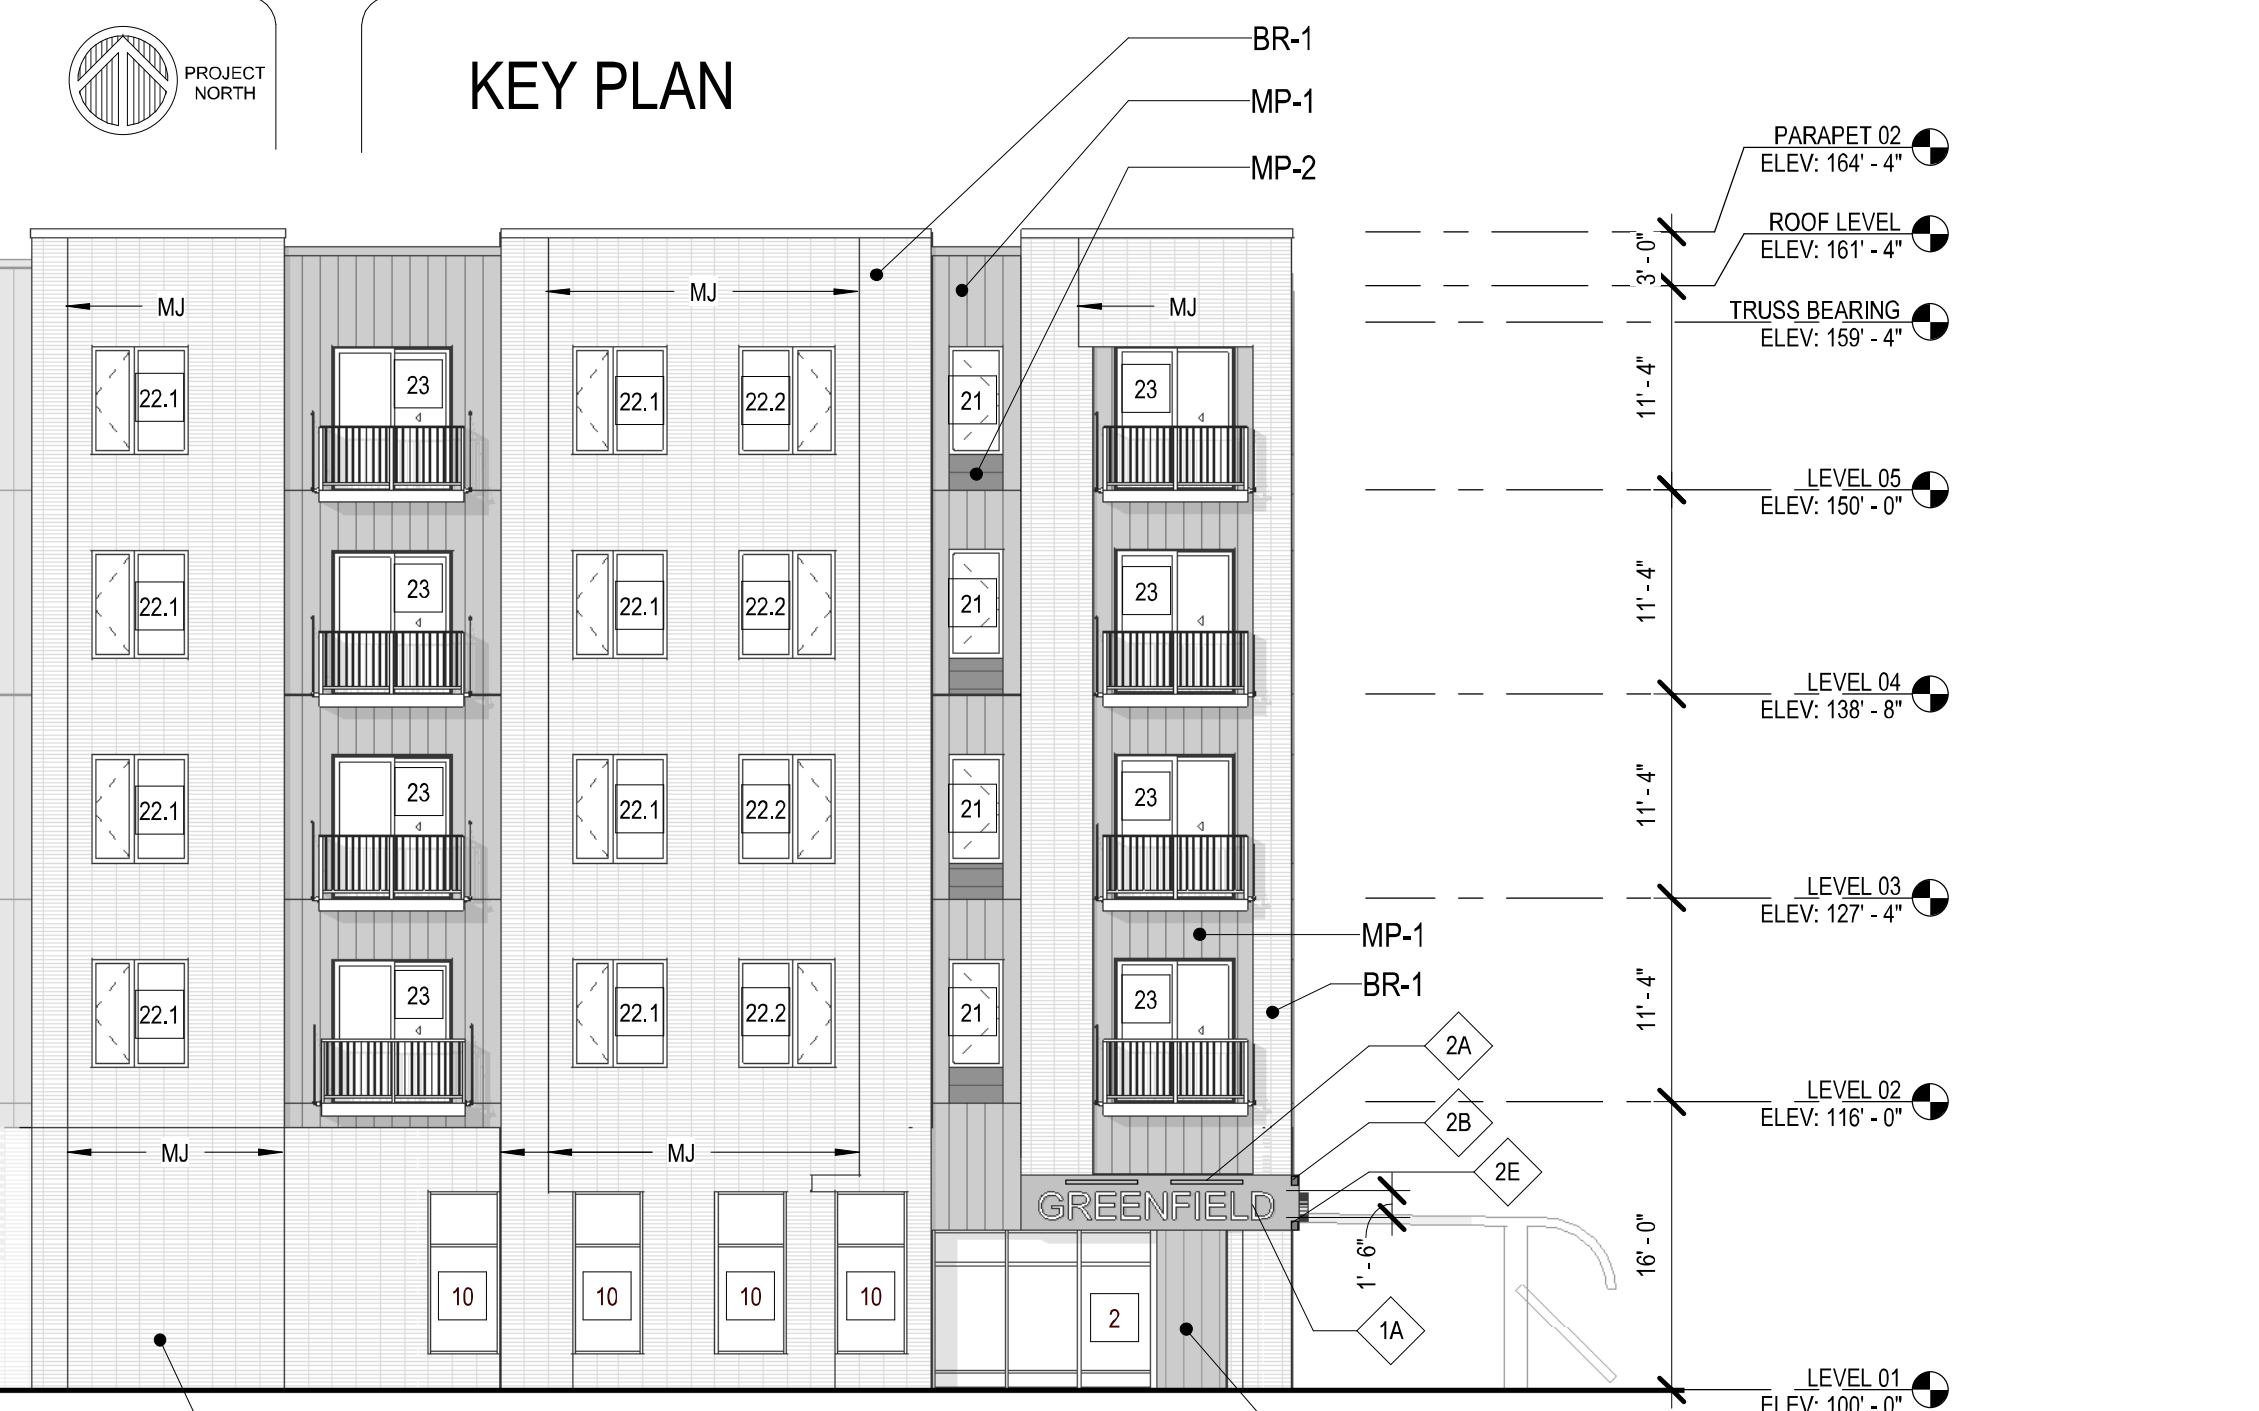 PROJECT
NORTH
KEY PLAN
BR-1
MP-1
MP-2
PARAPET 02
ELEV: 164' - 4"
ROOF LEVEL
ELEV: 161' - 4"
TRUSS BEARING
ELEV: 159' - 4"
3' - 0"
MJ
MJ
MJ
22.1
23
22.1
22.2
21
23
11' - 4"
LEVEL 05
ELEV: 150' - 0"
22.1
23
22.1
22.2
21
23
11' - 4"
LEVEL 04
ELEV: 138' - 8"
22.1
23
22.1
22.2
21
23
11' - 4"
LEVEL 03
ELEV: 127' - 4"
MP-1
BR-1
22.1
23
22.1
22.2
21
23
11' - 4"
2A
LEVEL 02
ELEV: 116' - 0"
2B
MJ
MJ
2E
GREENFIELD
1' - 6"
16' - 0"
10
10
10
10
2
1A
LEVEL 01
ELEV: 100' - 0"